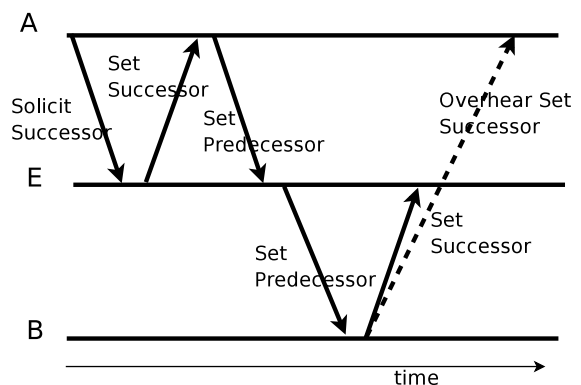 A
Set
Successor
Solicit
Successor
Set
Predecessor
Overhear Set
Successor
E
Set
Successor
Set
Predecessor
B
time